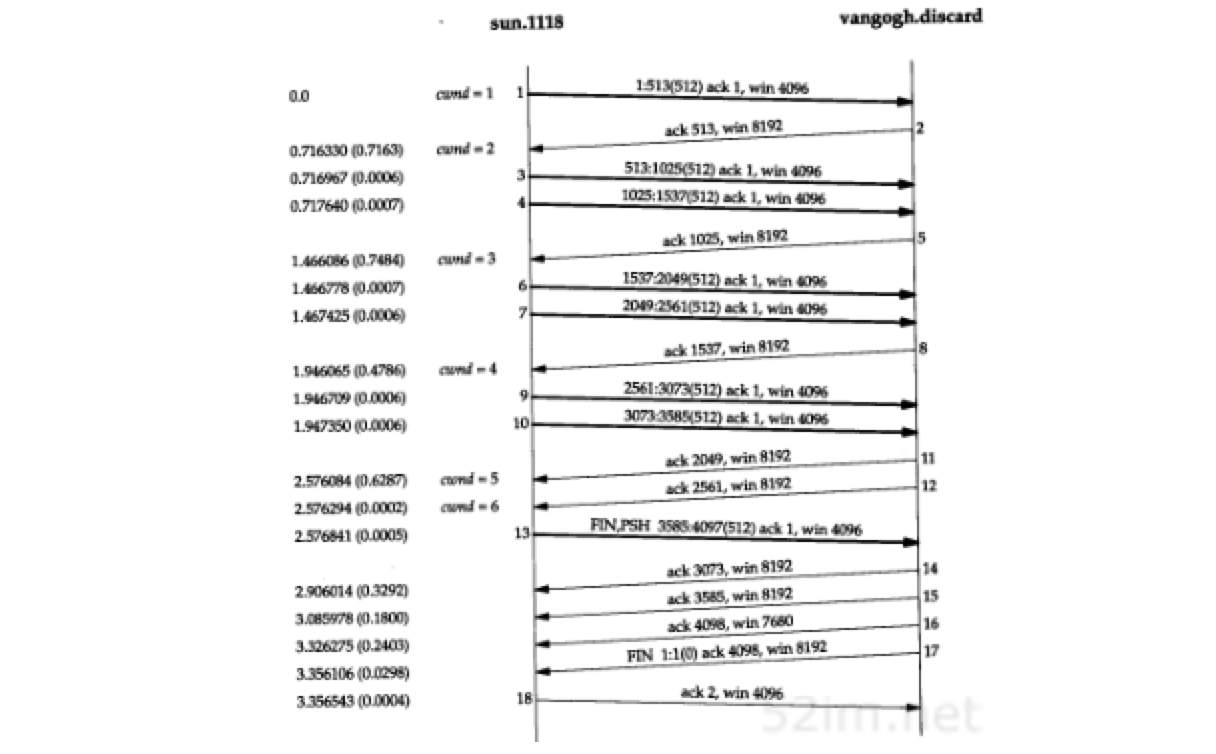 sun.1118 vangogh.discard
0.0 cwnd = 1 1 1:513(512) ack 1, win 4096
ack 513, win 8192 2
0.716330 (0.7163) cwnd = 2
0.716967 (0.0006) 3 513:1025(512) ack 1, win 4096
0.717640 (0.0007) 4 1025:1537(512) ack 1, win 4096
ack 1025, win 8192 5
1.466086 (0.7484) cwnd = 3
1.466778 (0.0007) 6 1537:2049(512) ack 1, win 4096
1.467425 (0.0006) 7 2049:2561(512) ack 1, win 4096
ack 1537, win 8192 8
1.946065 (0.4786) cwnd = 4
1.946709 (0.0006) 9 2561:3073(512) ack 1, win 4096
1.947350 (0.0006) 10 3073:3585(512) ack 1, win 4096
ack 2049, win 8192 11
2.576084 (0.6287) cwnd = 5
ack 2561, win 8192 12
2.576294 (0.0002) cwnd = 6
2.576841 (0.0005) 13 FIN,PSH 3585:4097(512) ack 1, win 4096
ack 3073, win 8192 14
2.906014 (0.3292)
ack 3585, win 8192 15
3.085978 (0.1800)
ack 4098, win 7680 16
3.326275 (0.2403)
FIN 1:1(0) ack 4098, win 8192 17
3.356106 (0.0298)
3.356543 (0.0004) 18 ack 2, win 4096
52im.net